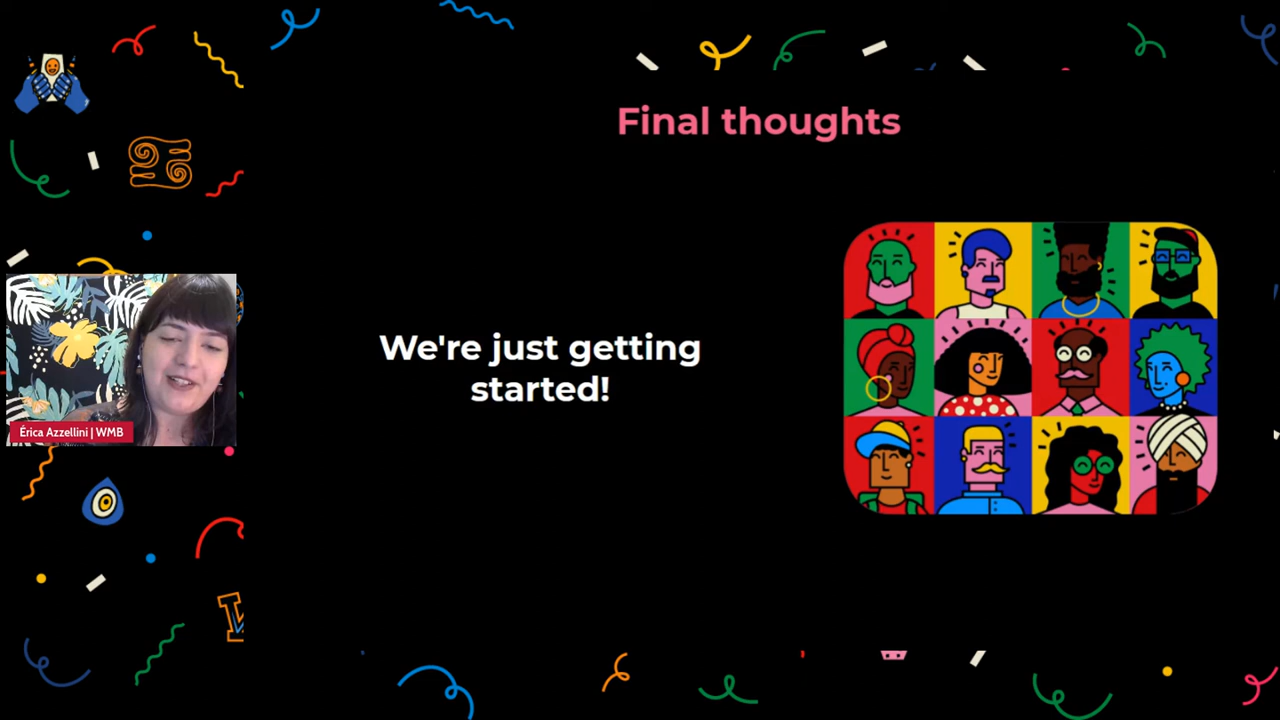 Final thoughts
We're just getting
started!
Érica Azzellini | WMB